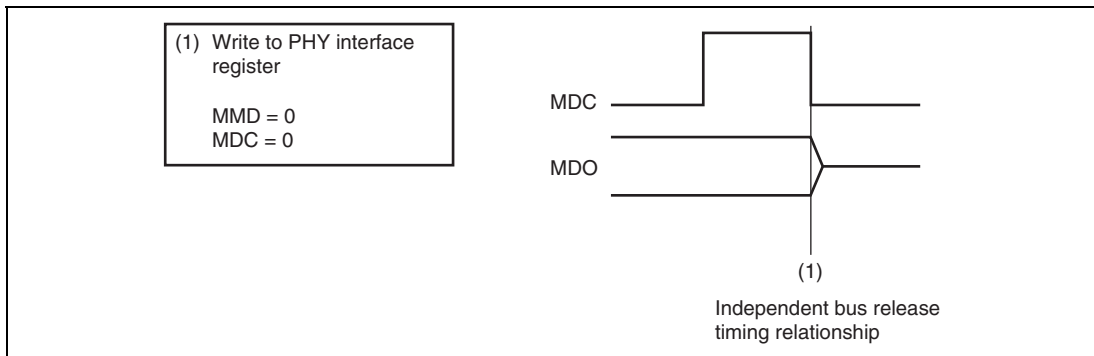 (1) Write to PHY interface
register
MMD = 0
MDC = 0
MDC
MDO
(1)
Independent bus release
timing relationship